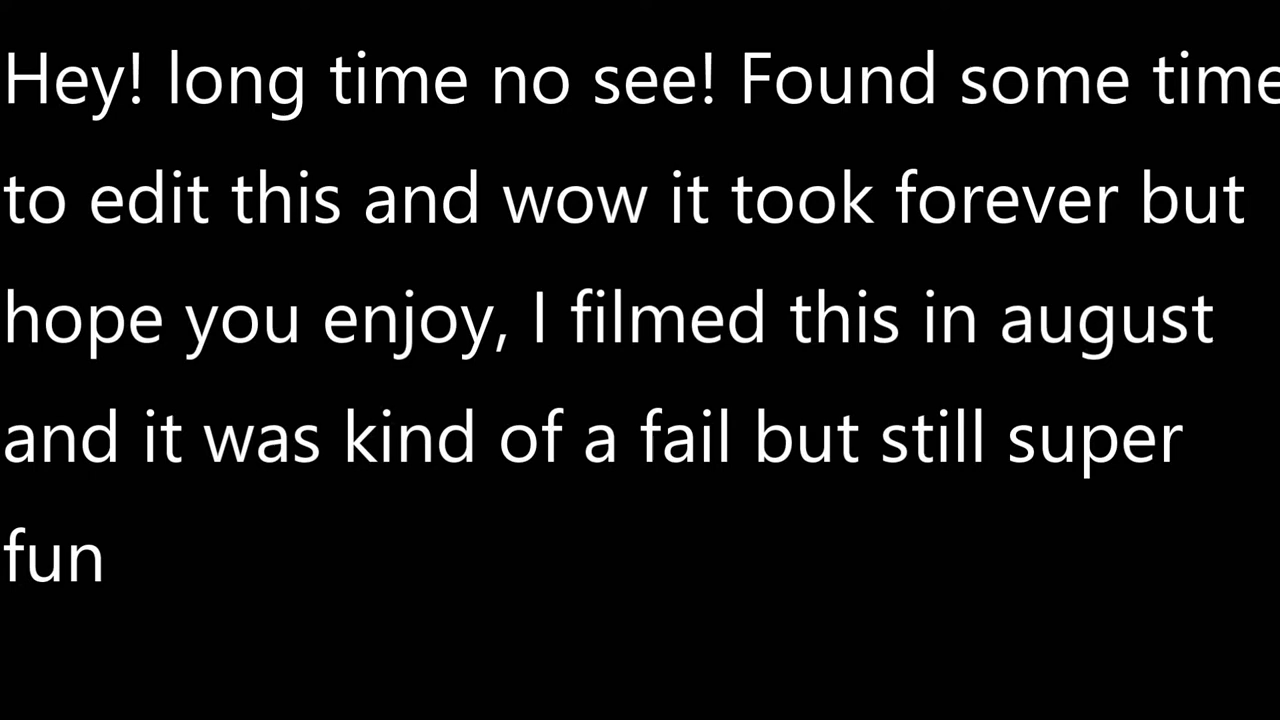 Hey! long time no see! Found some time
to edit this and wow it took forever but
hope you enjoy, I filmed this in august
and it was kind of a fail but still super
fun